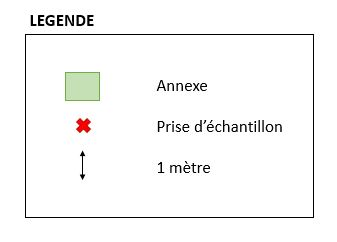 LEGENDE
Annexe
Prise d’échantillon
1 mètre